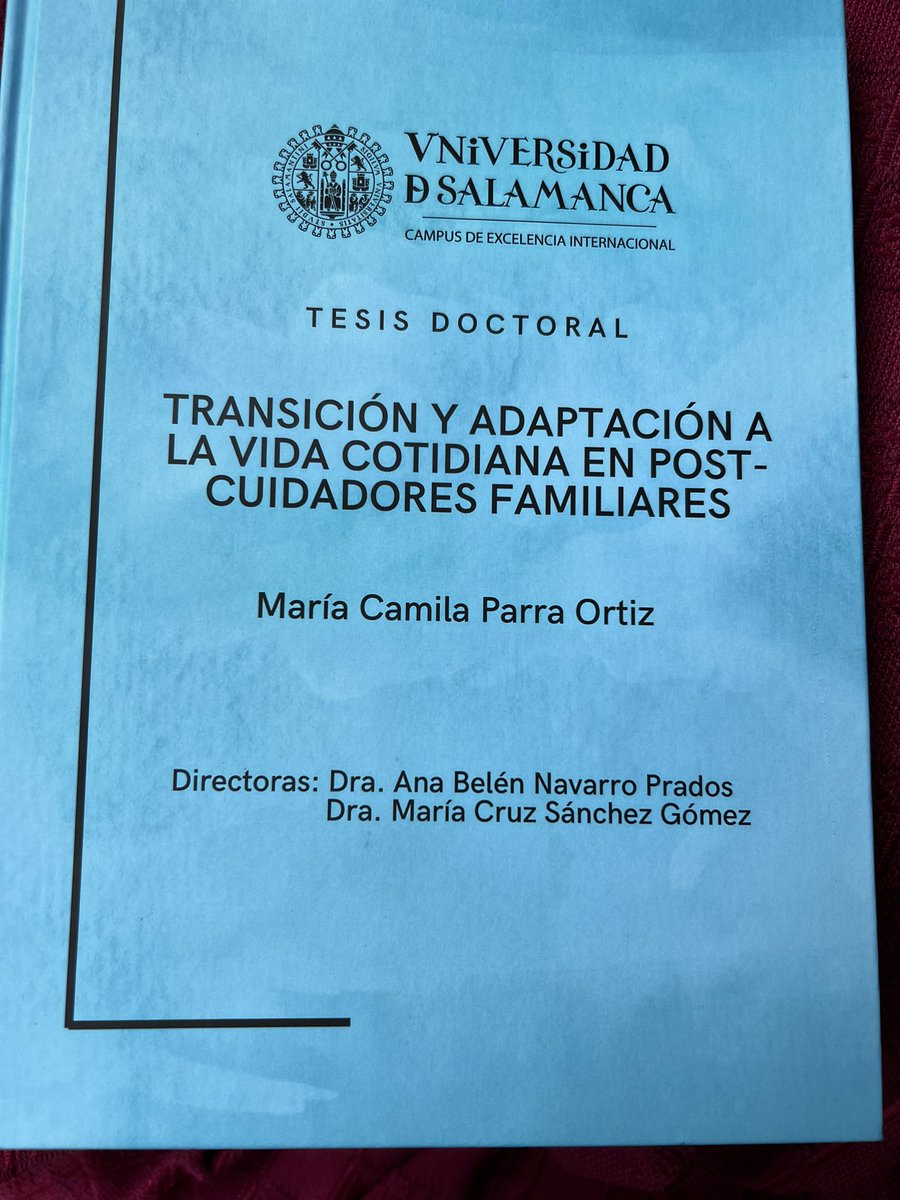 VNiVERSiDAD
D SALAMANCA
CAMPUS DE EXCELENCIA INTERNACIONAL
TESIS DOCTORAL
TRANSICIÓN Y ADAPTACIÓN A
LA VIDA COTIDIANA EN POST-
CUIDADORES FAMILIARES
María Camila Parra Ortiz
Directoras: Dra. Ana Belén Navarro Prados
Dra. María Cruz Sánchez Gómez